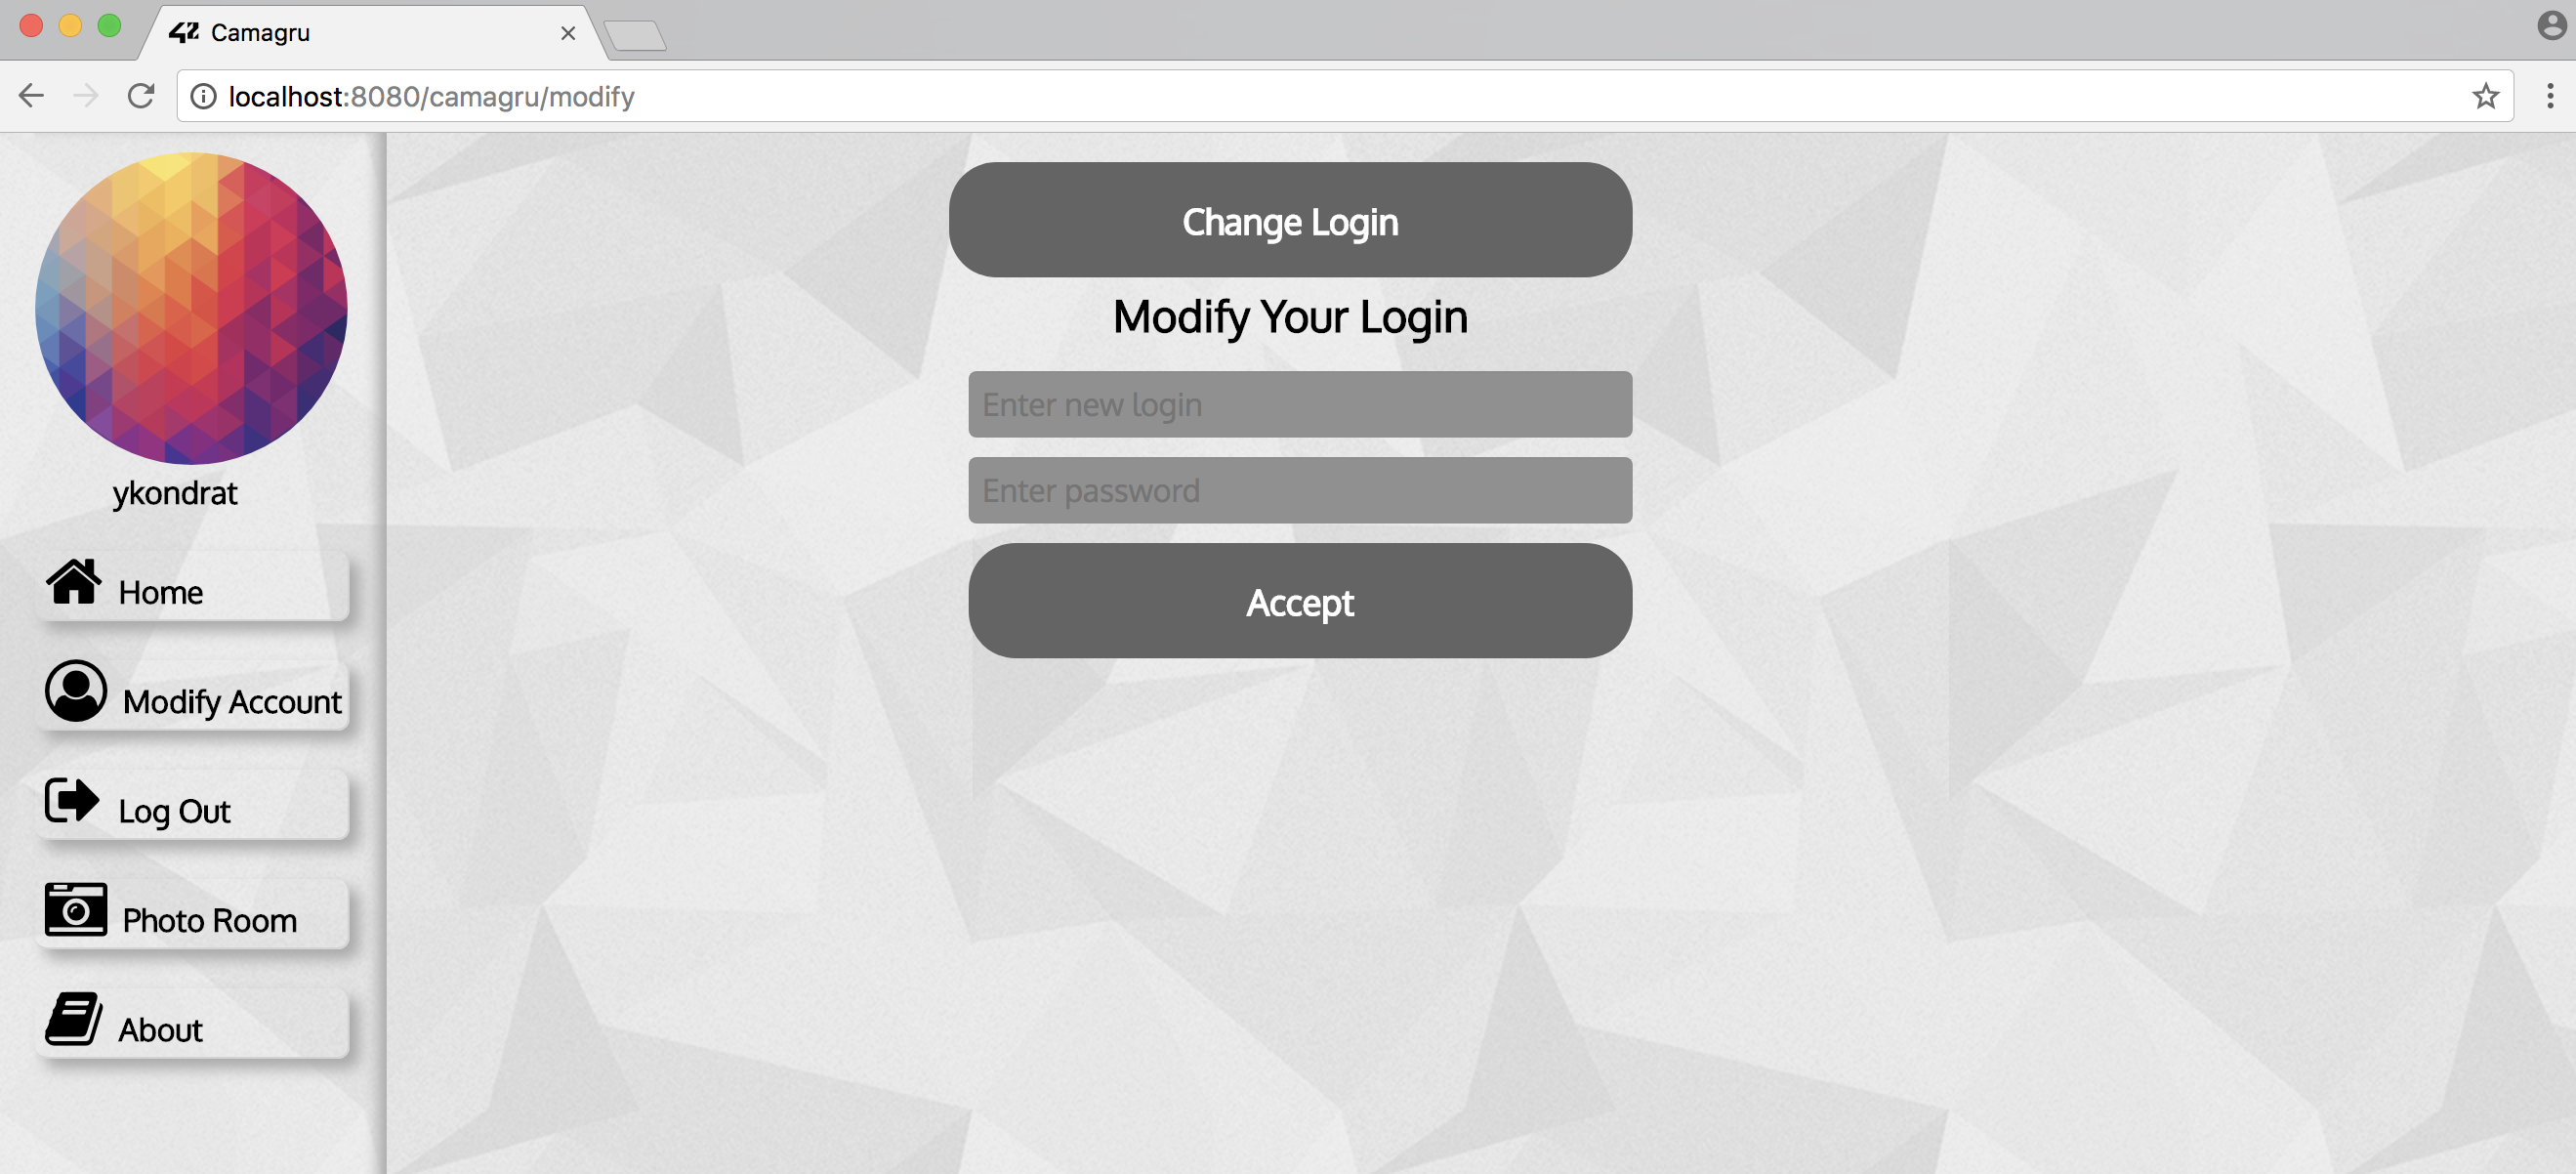 42 Camagru
localhost:8080/camagru/modify
ykondrat
Home
Modify Account
Log Out
Photo Room
About
Change Login
Modify Your Login
Enter new login
Enter password
Accept